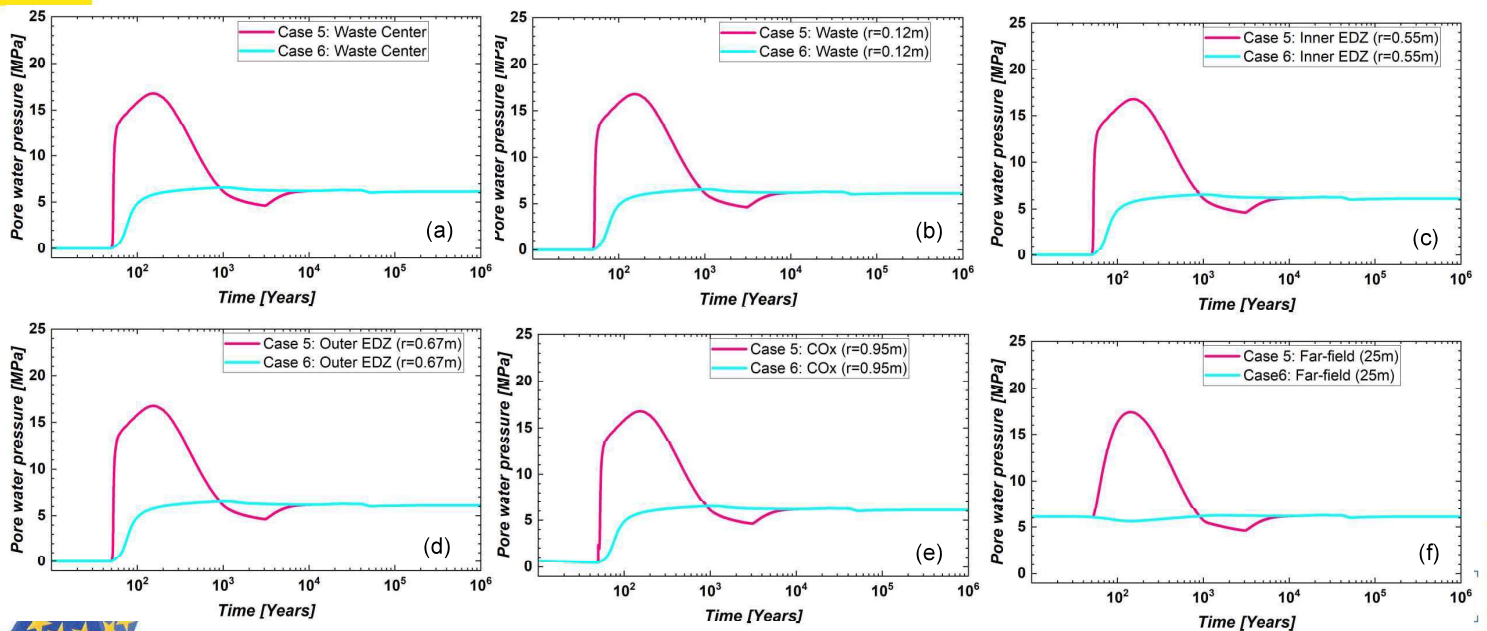 Pore water pressure [MPa]
25
20
15
10
5
0
Case 5: Waste Center
Case 6: Waste Center
(a)
10² 10³ 10⁴ 10⁵ 10⁶
Time [Years]
Pore water pressure [MPa]
25
20
15
10
5
0
Case 5: Waste (r=0.12m)
Case 6: Waste (r=0.12m)
(b)
10² 10³ 10⁴ 10⁵ 10⁶
Time [Years]
Pore water pressure [MPa]
25
20
15
10
5
0
Case 5: Inner EDZ (r=0.55m)
Case 6: Inner EDZ (r=0.55m)
(c)
10² 10³ 10⁴ 10⁵ 10⁶
Time [Years]
Pore water pressure [MPa]
25
20
15
10
5
0
Case 5: Outer EDZ (r=0.67m)
Case 6: Outer EDZ (r=0.67m)
(d)
10² 10³ 10⁴ 10⁵ 10⁶
Time [Years]
Pore water pressure [MPa]
25
20
15
10
5
0
Case 5: COx (r=0.95m)
Case 6: COx (r=0.95m)
(e)
10² 10³ 10⁴ 10⁵ 10⁶
Time [Years]
Pore water pressure [MPa]
25
20
15
10
5
0
Case 5: Far-field (25m)
Case6: Far-field (25m)
(f)
10² 10³ 10⁴ 10⁵ 10⁶
Time [Years]